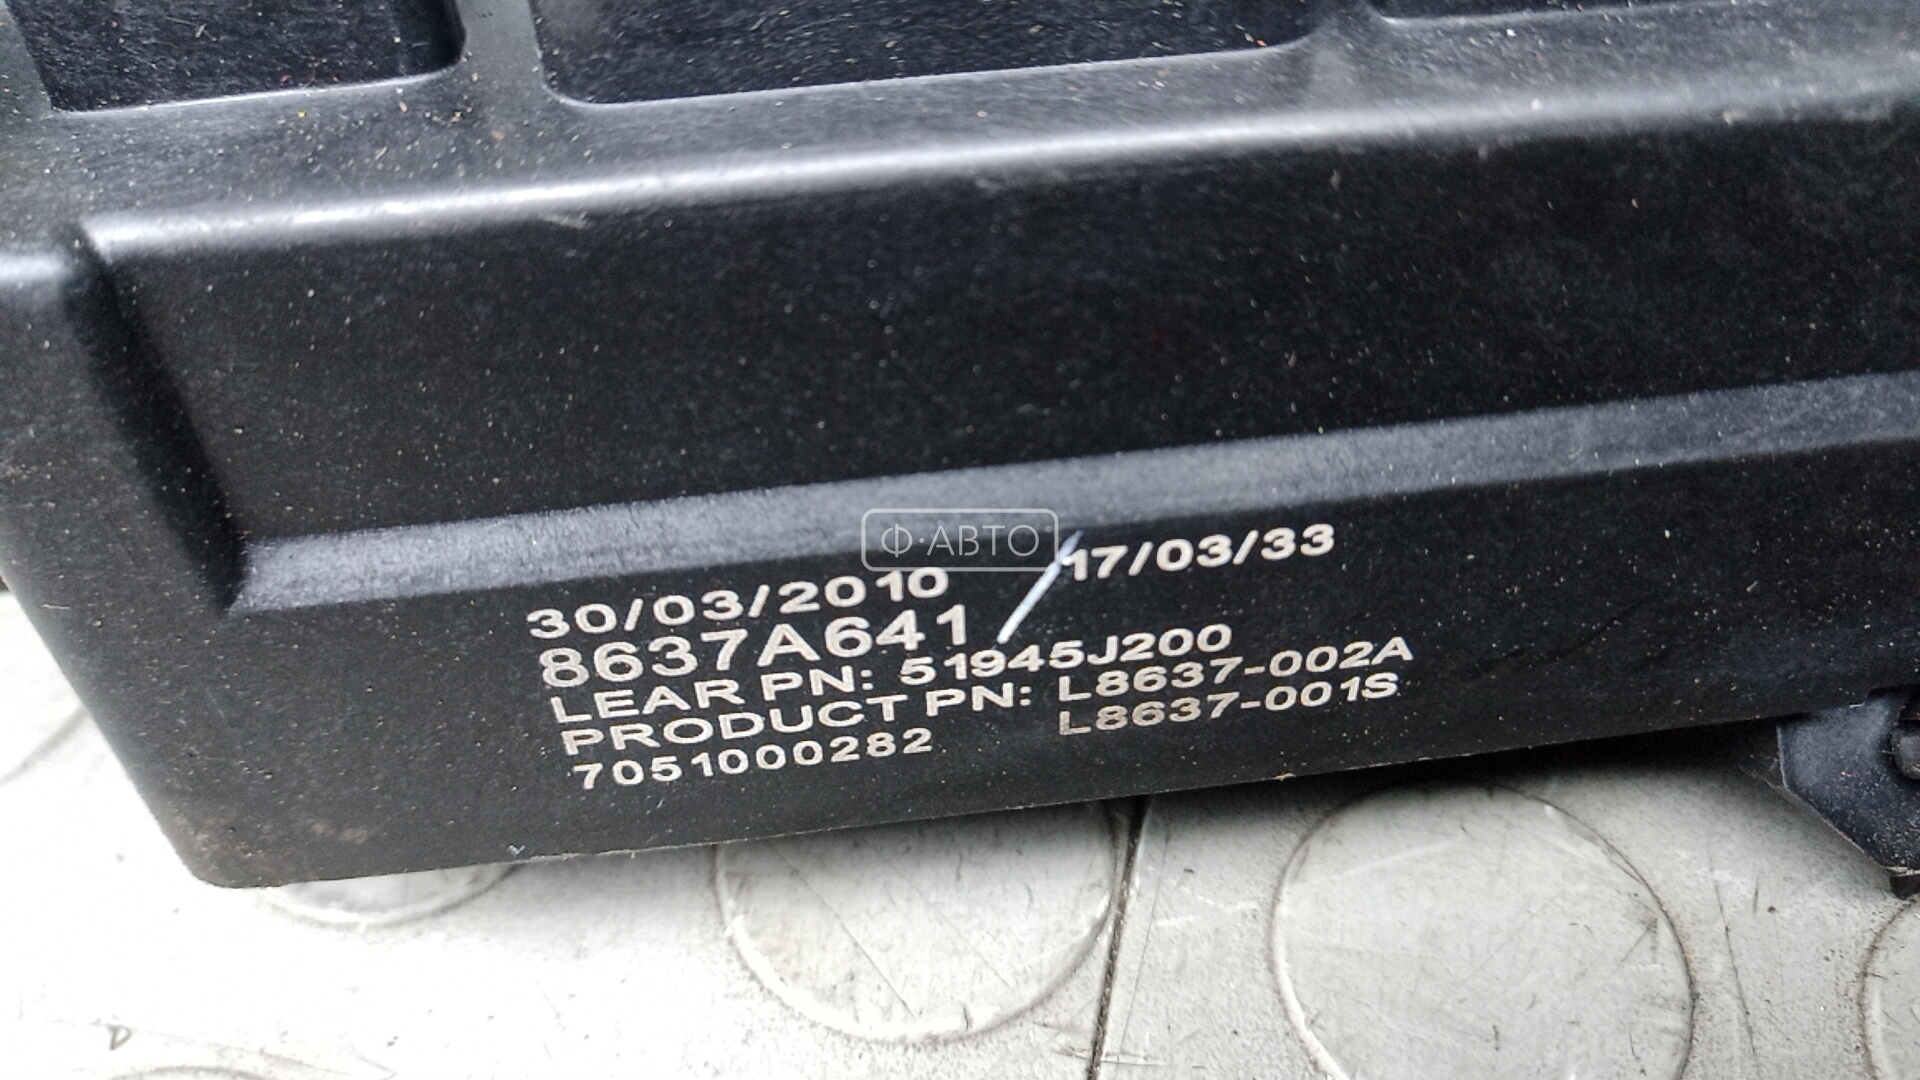 Ф·АВТО
30/03/2010 17/03/33
8637A641
LEAR PN: 51945J200
PRODUCT PN: L8637-002A
7051000282 L8637-001S